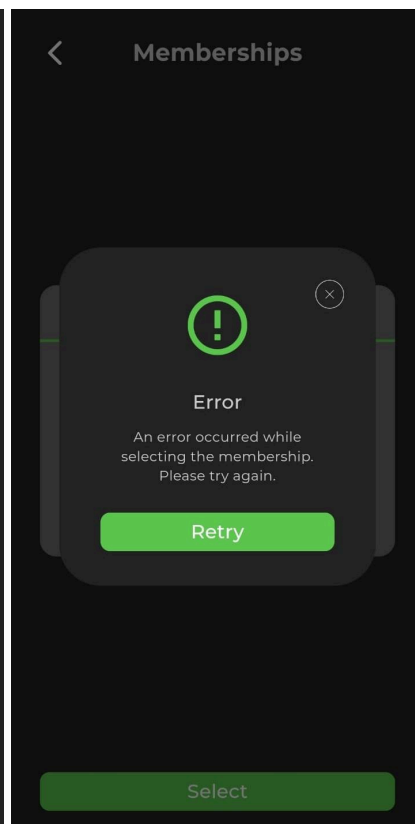 Memberships
Error
An error occurred while
selecting the membership.
Please try again.
Retry
Select